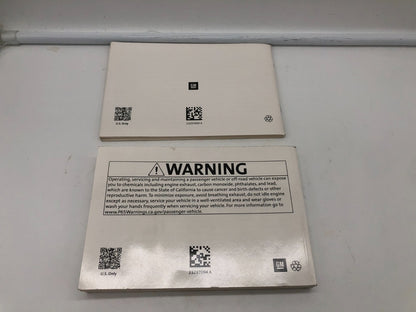 GM
U.S. Only
WARNING
Operating, servicing and maintaining a passenger vehicle or off-road vehicle can expose
you to chemicals including engine exhaust, carbon monoxide, phthalates, and lead,
which are known to the State of California to cause cancer and birth defects or other
reproductive harm. To minimize exposure, avoid breathing exhaust, do not idle engine
except as necessary, service your vehicle in a well-ventilated area and wear gloves or
wash your hands frequently when servicing your vehicle. For more information go to
www.P65Warnings.ca.gov/passenger-vehicle.
U.S. Only
GM